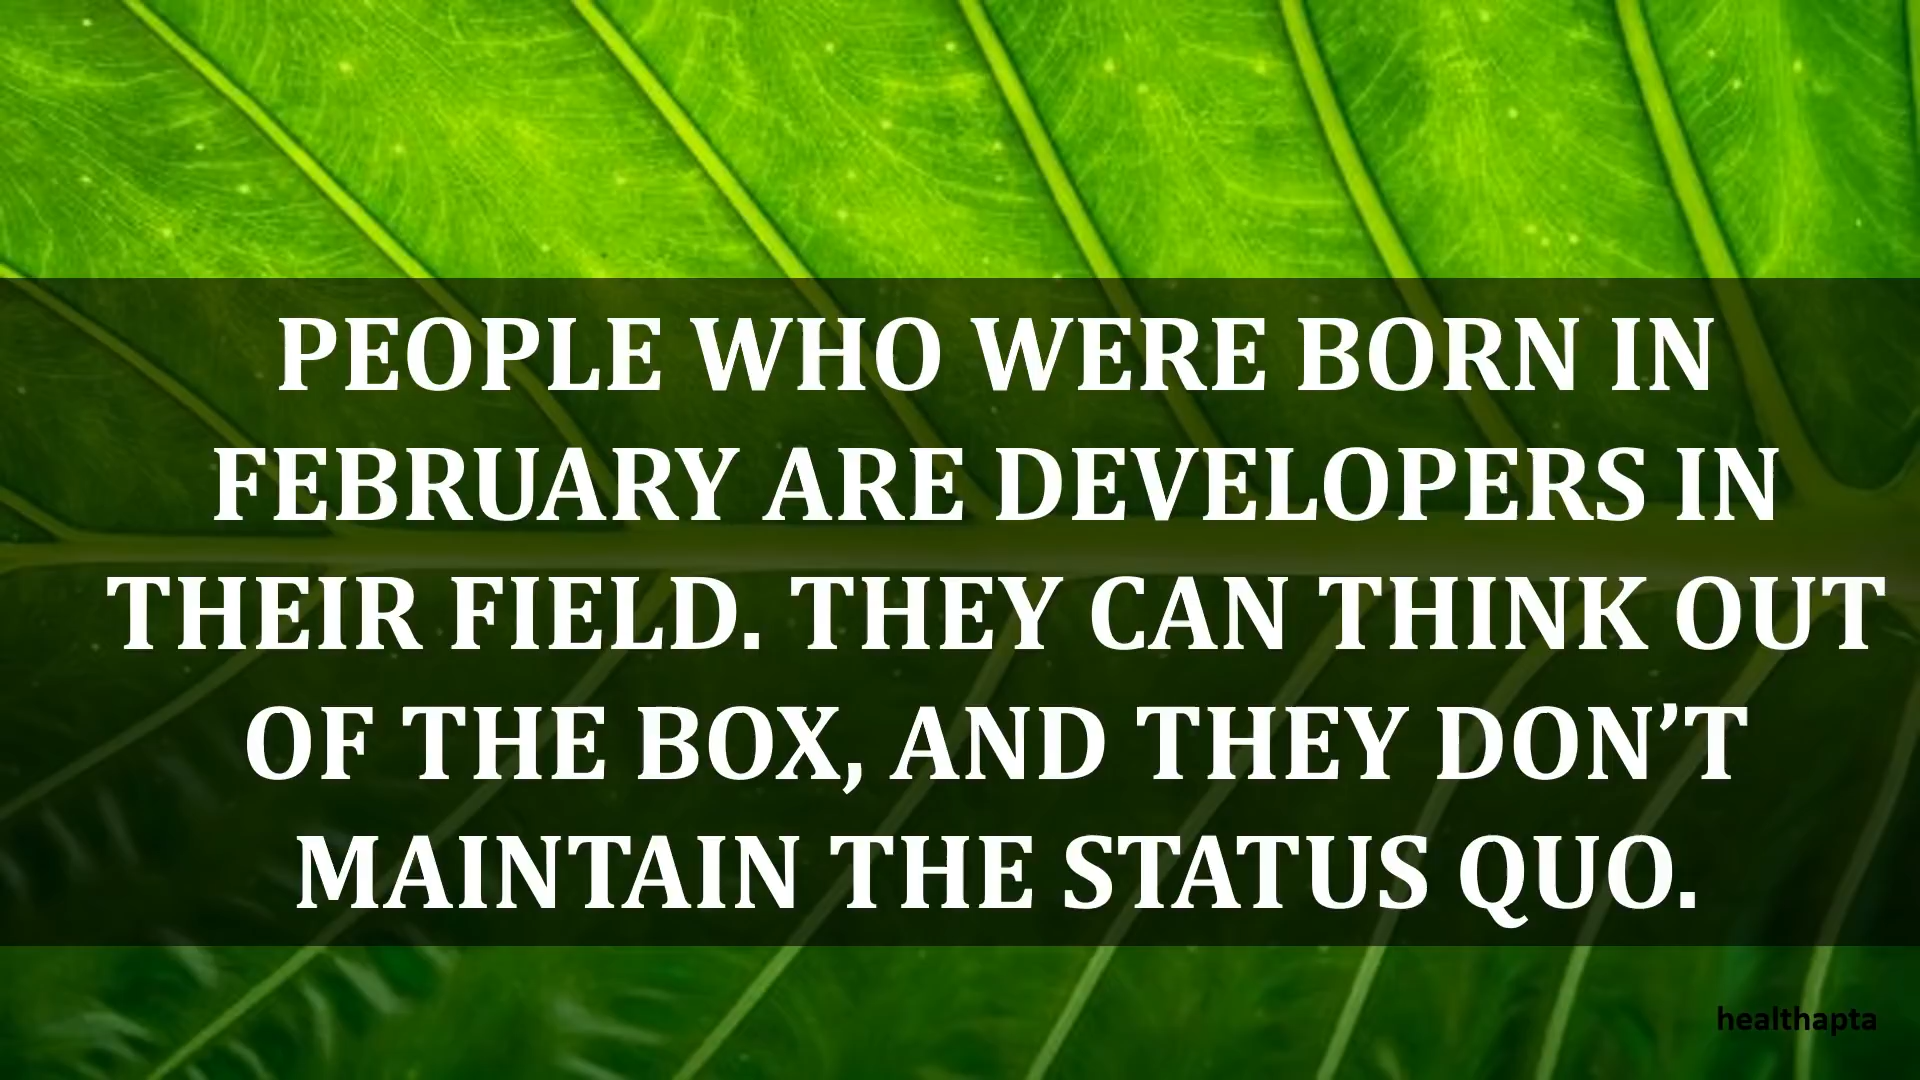 PEOPLE WHO WERE BORN IN
FEBRUARY ARE DEVELOPERS IN
THEIR FIELD. THEY CAN THINK OUT
OF THE BOX, AND THEY DON’T
MAINTAIN THE STATUS QUO.
healthapta